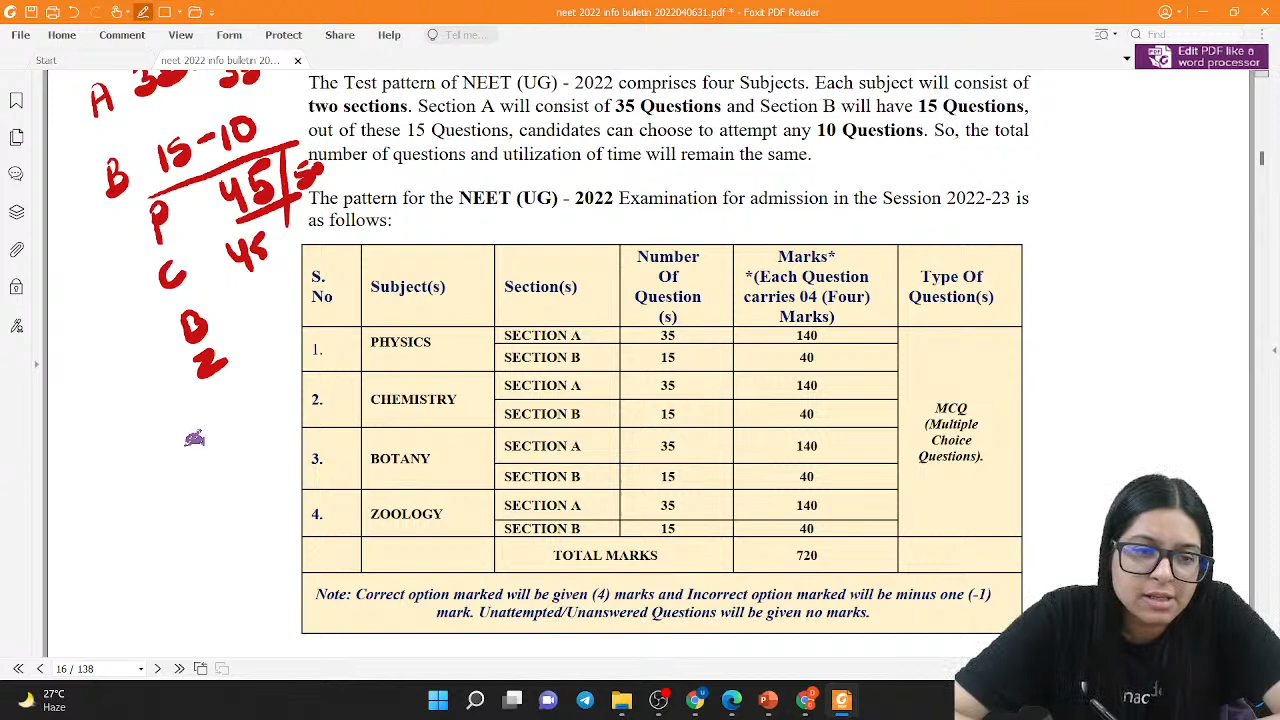 neet 2022 info buletin 2022040631.pdf * - Foxit PDF Reader
File Home Comment View Form Protect Share Help Tell me... Find
Start
neet 2022 info buletin 202...
Edit PDF like a
word processor
A
B 15-10
45 50
P
45
C
B
Z
The Test pattern of NEET (UG) - 2022 comprises four Subjects. Each subject will consist of
two sections. Section A will consist of 35 Questions and Section B will have 15 Questions,
out of these 15 Questions, candidates can choose to attempt any 10 Questions. So, the total
number of questions and utilization of time will remain the same.
The pattern for the NEET (UG) - 2022 Examination for admission in the Session 2022-23 is
as follows:
S. No Subject(s) Section(s) Number Of Question (s) Marks* *(Each Question carries 04 (Four) Marks) Type Of Question(s)
1. PHYSICS SECTION A 35 140
SECTION B 15 40
2. CHEMISTRY SECTION A 35 140
SECTION B 15 40
3. BOTANY SECTION A 35 140
SECTION B 15 40
4. ZOOLOGY SECTION A 35 140
SECTION B 15 40
MCQ
(Multiple
Choice
Questions).
TOTAL MARKS 720
Note: Correct option marked will be given (4) marks and Incorrect option marked will be minus one (-1)
mark. Unattempted/Unanswered Questions will be given no marks.
16 / 138
27°C
Haze